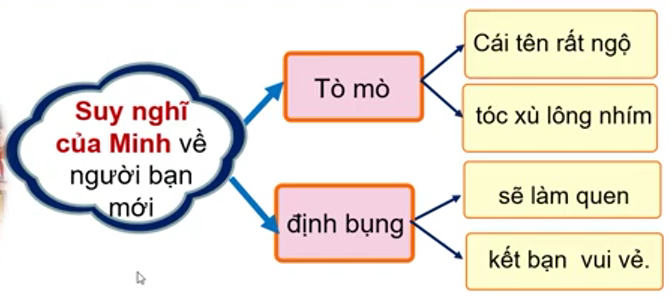 Suy nghĩ
của Minh về
người bạn
mới
Tò mò
Cái tên rất ngộ
tóc xù lông nhím
định bụng
sẽ làm quen
kết bạn vui vẻ.